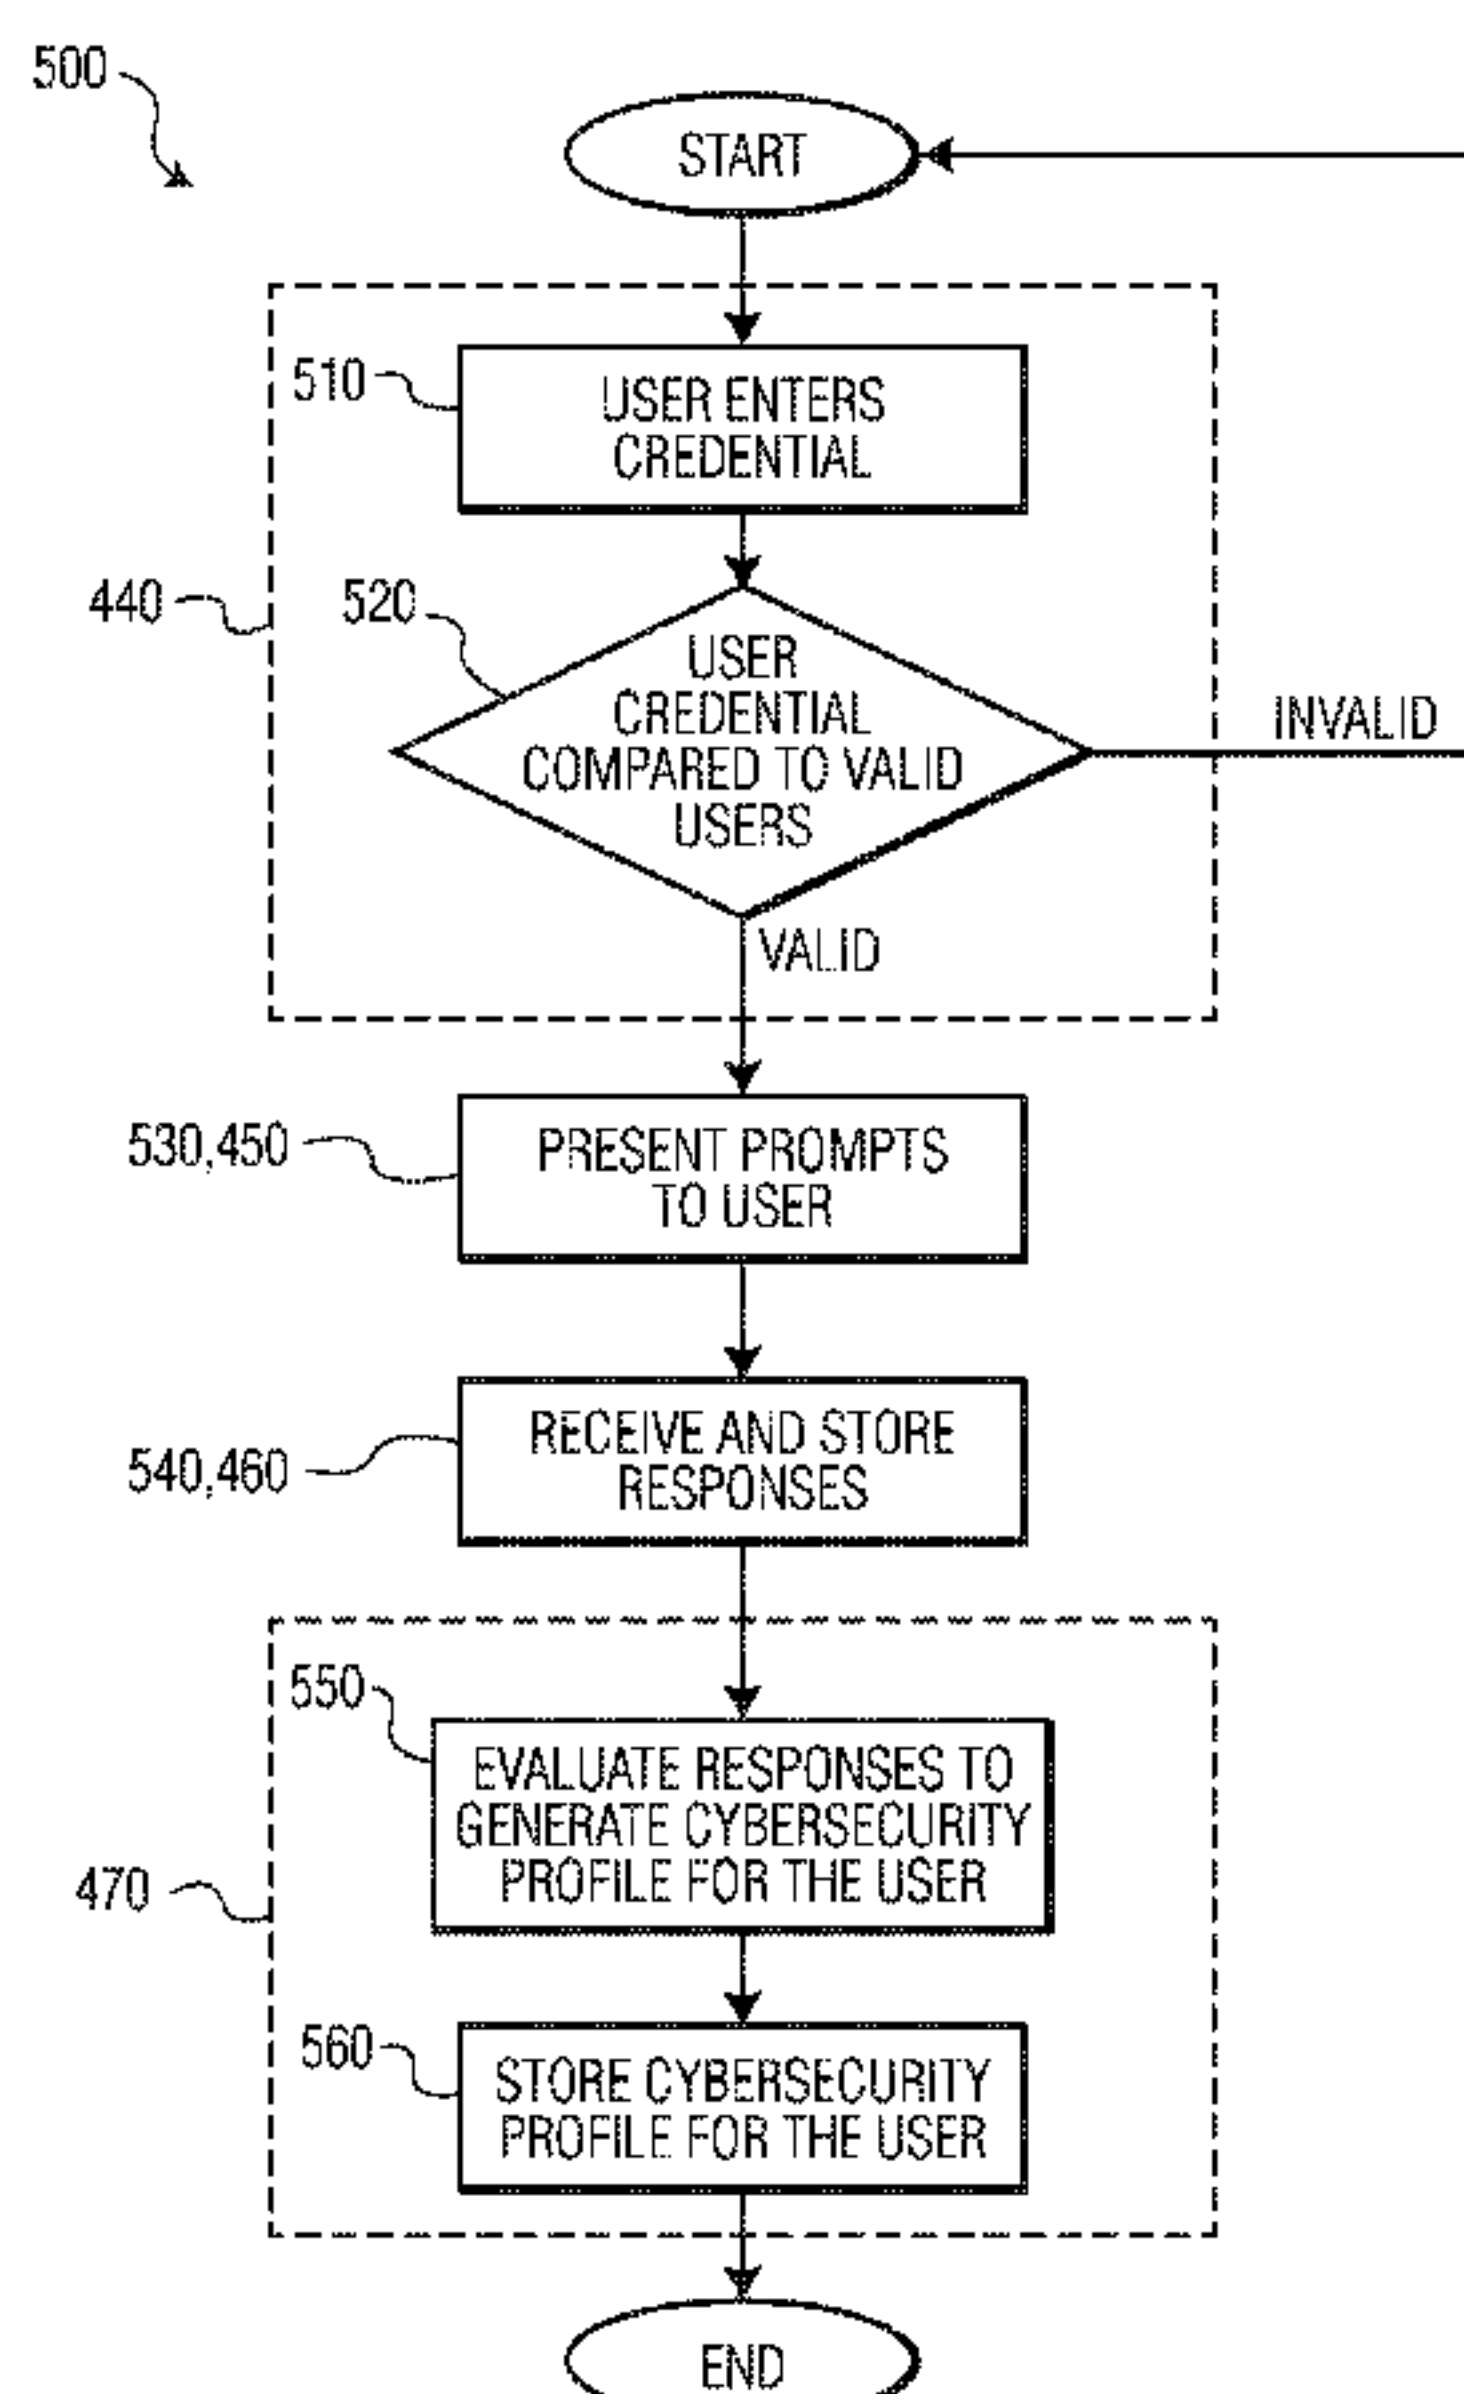 500
START
510
USER ENTERS
CREDENTIAL
440
520
USER
CREDENTIAL
COMPARED TO VALID
USERS
INVALID
VALID
530,450
PRESENT PROMPTS
TO USER
RECEIVE AND STORE
RESPONSES
540,460
550
EVALUATE RESPONSES TO
GENERATE CYBERSECURITY
PROFILE FOR THE USER
470
560
STORE CYBERSECURITY
PROFILE FOR THE USER
END